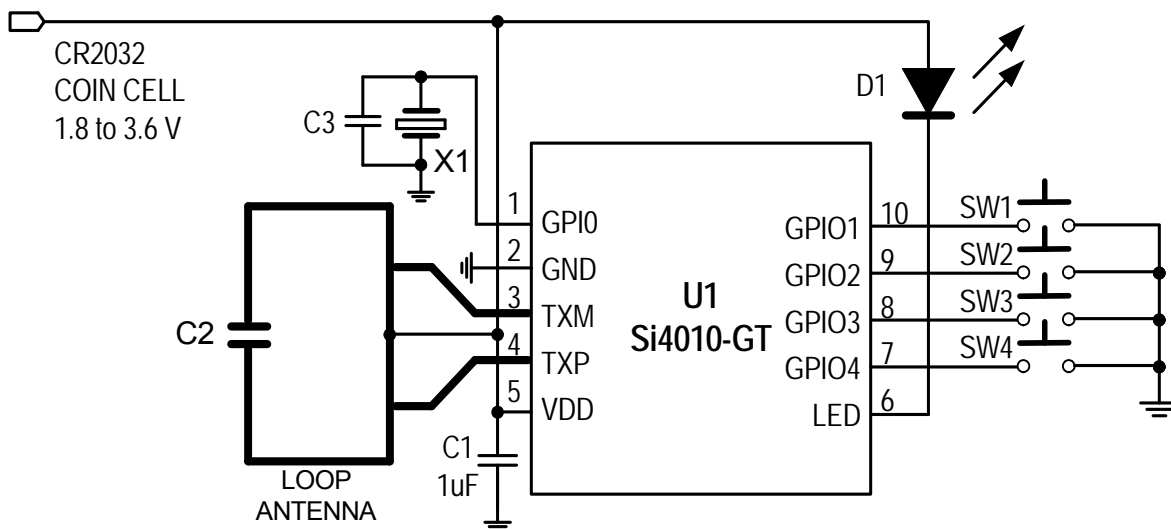 CR2032
COIN CELL
1.8 to 3.6 V
D1
C3
X1
1
GPI0
2
GND
3
TXM
4
TXP
5
VDD
U1
Si4010-GT
GPIO1
10
SW1
GPIO2
9
SW2
GPIO3
8
SW3
GPIO4
7
SW4
LED
6
C2
C1
1uF
LOOP
ANTENNA